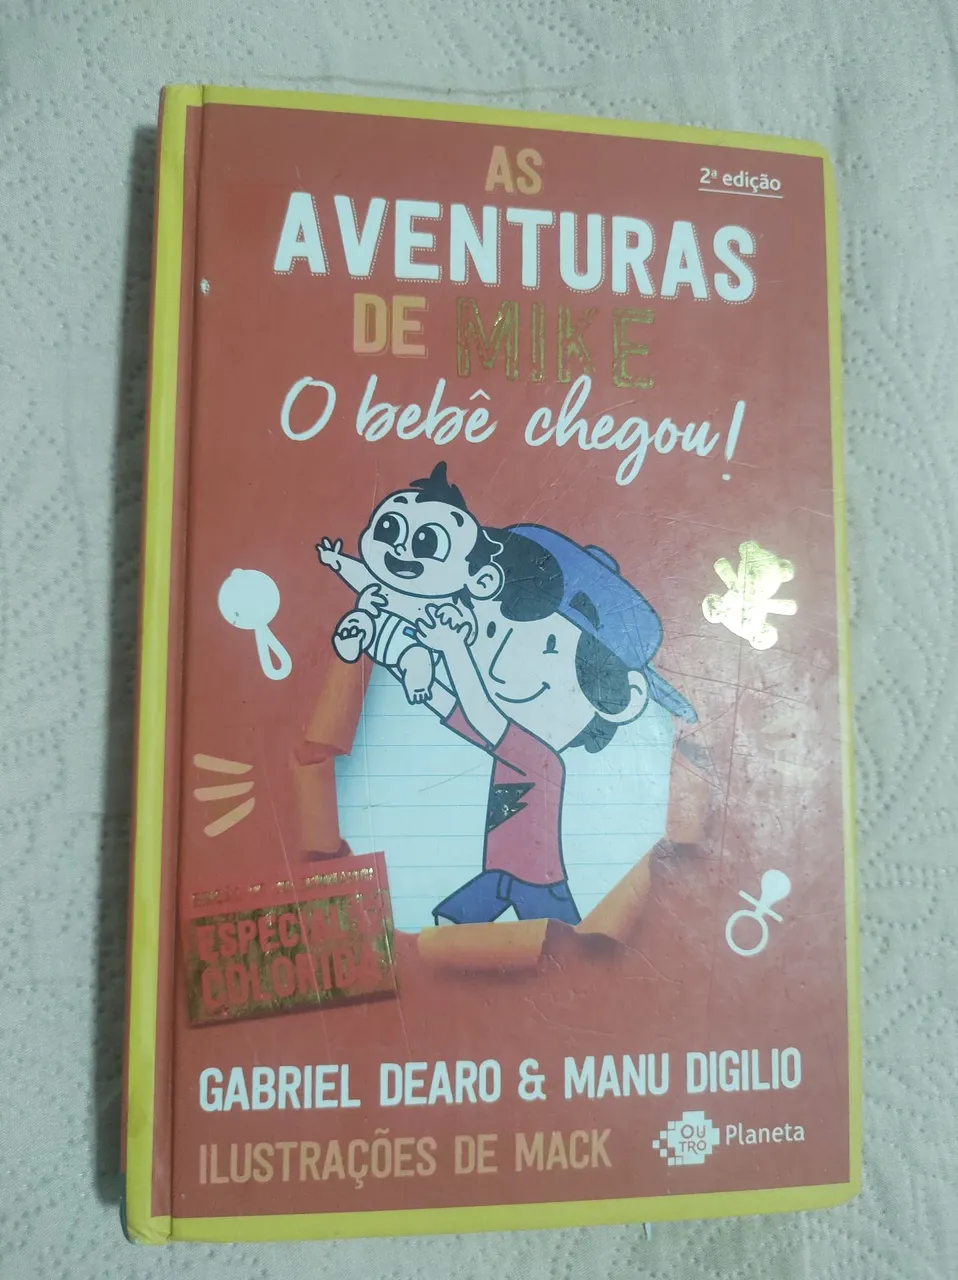 AS
2ª edição
AVENTURAS
DE MIKE
O bebê chegou!
ESPECIAL
COLORIDA
GABRIEL DEARO & MANU DIGILIO
ILUSTRAÇÕES DE MACK
OU
TRO
Planeta